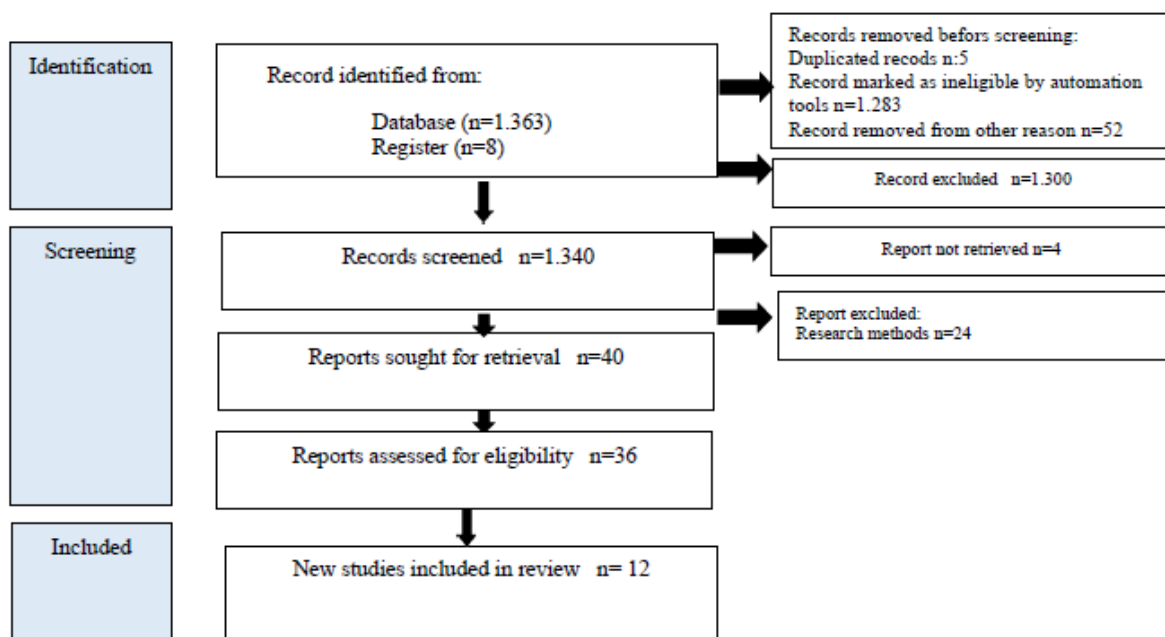 Identification
Record identified from:
Database (n=1.363)
Register (n=8)
Records removed befors screening:
Duplicated recods n:5
Record marked as ineligible by automation
tools n=1.283
Record removed from other reason n=52
Record excluded n=1.300
Screening
Records screened n=1.340
Report not retrieved n=4
Report excluded:
Research methods n=24
Reports sought for retrieval n=40
Reports assessed for eligibility n=36
Included
New studies included in review n= 12